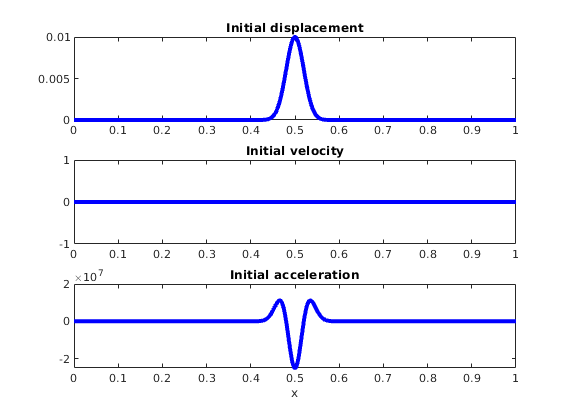 Initial displacement
0.01
0.005
0
0 0.1 0.2 0.3 0.4 0.5 0.6 0.7 0.8 0.9 1
Initial velocity
1
0
-1
0 0.1 0.2 0.3 0.4 0.5 0.6 0.7 0.8 0.9 1
Initial acceleration
×10⁷
2
0
-2
0 0.1 0.2 0.3 0.4 0.5 0.6 0.7 0.8 0.9 1
x